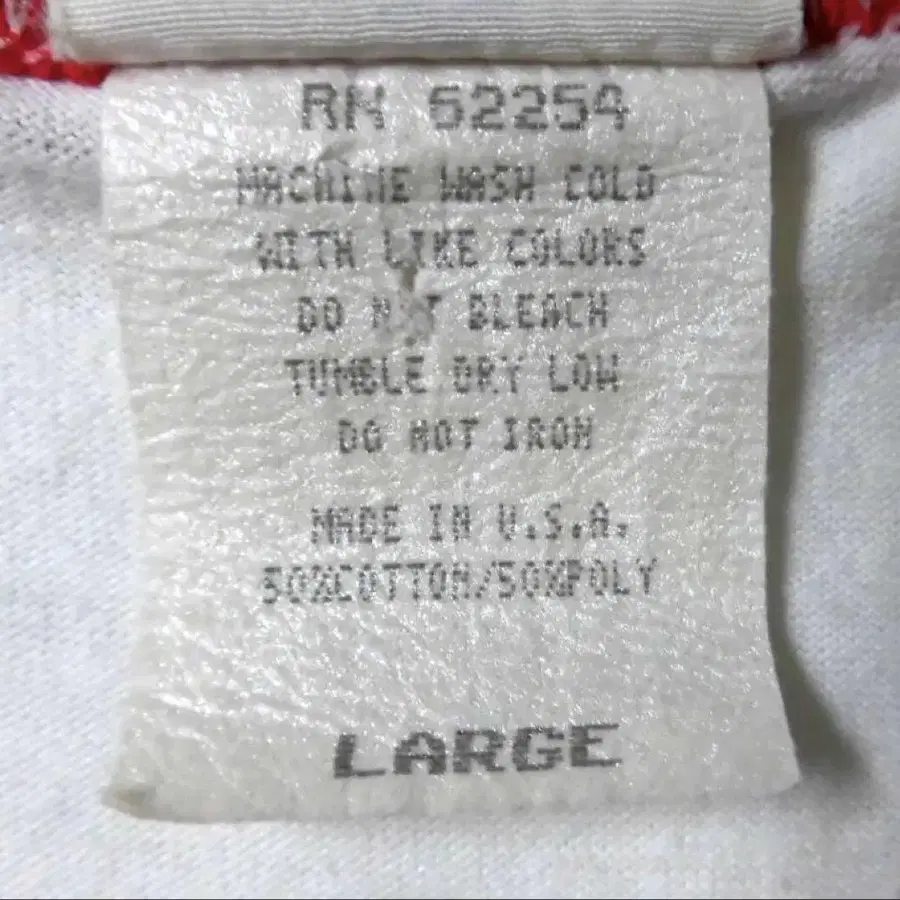 RN 62254
MACHINE WASH COLD
WITH LIKE COLORS
DO NOT BLEACH
TUMBLE DRY LOW
DO NOT IRON
MADE IN U.S.A.
50%COTTON/50%POLY
LARGE